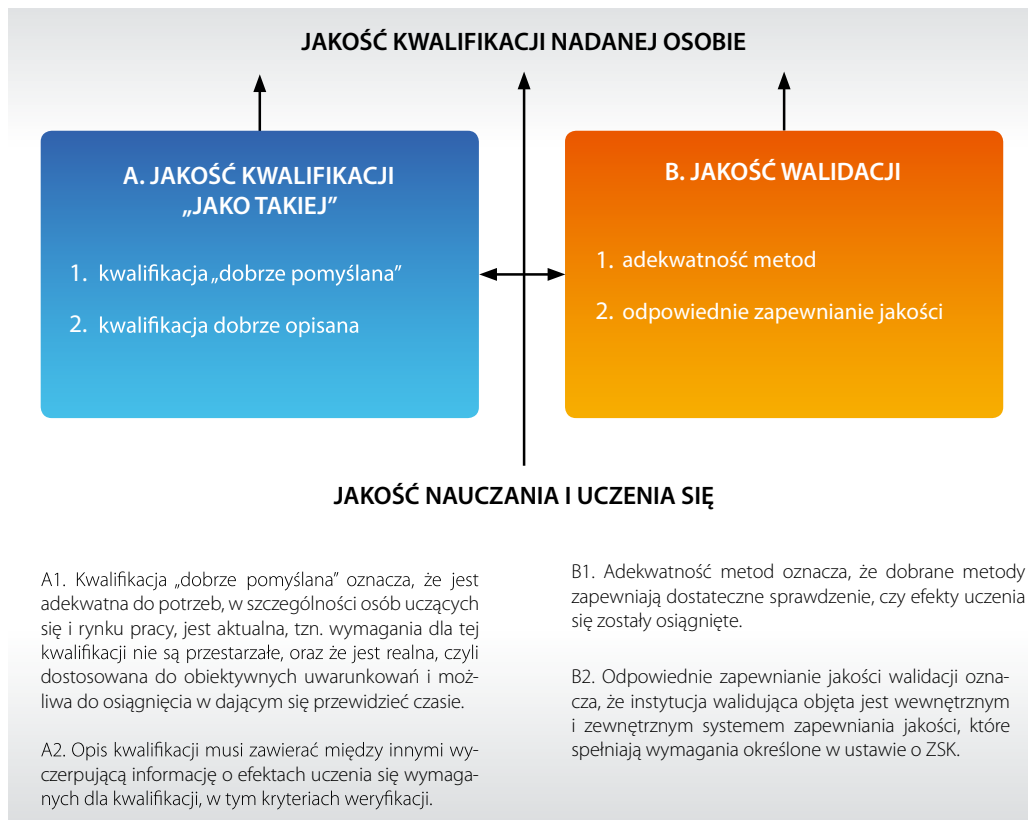 JAKOŚĆ KWALIFIKACJI NADANEJ OSOBIE
A. JAKOŚĆ KWALIFIKACJI
„JAKO TAKIEJ”
1. kwalifikacja „dobrze pomyślana”
2. kwalifikacja dobrze opisana
B. JAKOŚĆ WALIDACJI
1. adekwatność metod
2. odpowiednie zapewnianie jakości
JAKOŚĆ NAUCZANIA I UCZENIA SIĘ
A1. Kwalifikacja „dobrze pomyślana” oznacza, że jest
adekwatna do potrzeb, w szczególności osób uczących
się i rynku pracy, jest aktualna, tzn. wymagania dla tej
kwalifikacji nie są przestarzałe, oraz że jest realna, czyli
dostosowana do obiektywnych uwarunkowań i moż-
liwa do osiągnięcia w dającym się przewidzieć czasie.
A2. Opis kwalifikacji musi zawierać między innymi wy-
czerpującą informację o efektach uczenia się wymaga-
nych dla kwalifikacji, w tym kryteriach weryfikacji.
B1. Adekwatność metod oznacza, że dobrane metody
zapewniają dostateczne sprawdzenie, czy efekty uczenia
się zostały osiągnięte.
B2. Odpowiednie zapewnianie jakości walidacji ozna-
cza, że instytucja walidująca objęta jest wewnętrznym
i zewnętrznym systemem zapewniania jakości, które
spełniają wymagania określone w ustawie o ZSK.